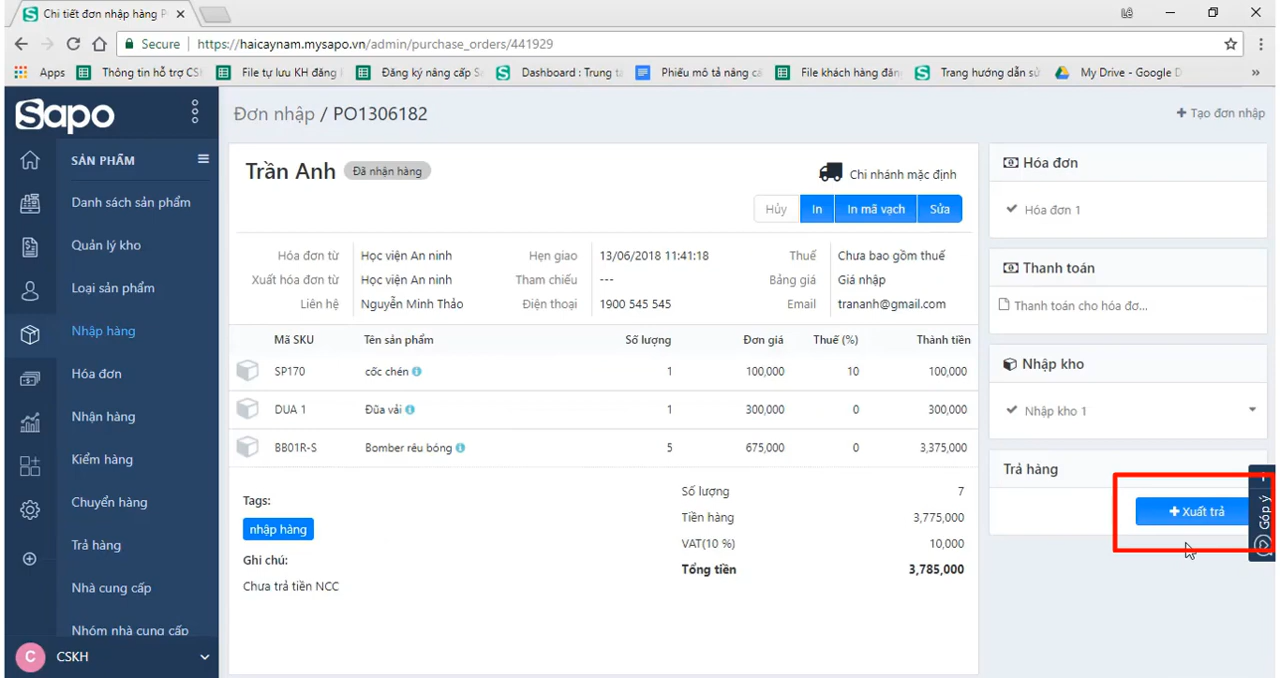 Chi tiết đơn nhập hàng P
Lê
Secure
https://haicaynam.mysapo.vn/admin/purchase_orders/441929
Apps
Thông tin hỗ trợ CS
File tự lưu KH đăng
Đăng ký nâng cấp S
Dashboard : Trung t
Phiếu mô tả nâng c
File khách hàng đăn
Trang hướng dẫn s
My Drive - Google D
»
Sapo
SẢN PHẨM
Danh sách sản phẩm
Quản lý kho
Loại sản phẩm
Nhập hàng
Hóa đơn
Nhận hàng
Kiểm hàng
Chuyển hàng
Trả hàng
Nhà cung cấp
Nhóm nhà cung cấp
C CSKH
Đơn nhập / PO1306182
+ Tạo đơn nhập
Trần Anh Đã nhận hàng
Chi nhánh mặc định
Hủy In In mã vạch Sửa
Hóa đơn từ Học viện An ninh Hẹn giao 13/06/2018 11:41:18 Thuế Chưa bao gồm thuế
Xuất hóa đơn từ Học viện An ninh Tham chiếu --- Bảng giá Giá nhập
Liên hệ Nguyễn Minh Thảo Điện thoại 1900 545 545 Email trananh@gmail.com
Mã SKU Tên sản phẩm Số lượng Đơn giá Thuế (%) Thành tiền
SP170 cốc chén 1 100,000 10 100,000
DUA 1 Đũa vải 1 300,000 0 300,000
BB01R-S Bomber rêu bóng 5 675,000 0 3,375,000
Tags:
nhập hàng
Ghi chú:
Chưa trả tiền NCC
Số lượng 7
Tiền hàng 3,775,000
VAT(10 %) 10,000
Tổng tiền 3,785,000
Hóa đơn
Hóa đơn 1
Thanh toán
Thanh toán cho hóa đơ...
Nhập kho
Nhập kho 1
Trả hàng
+ Xuất trả
Góp ý